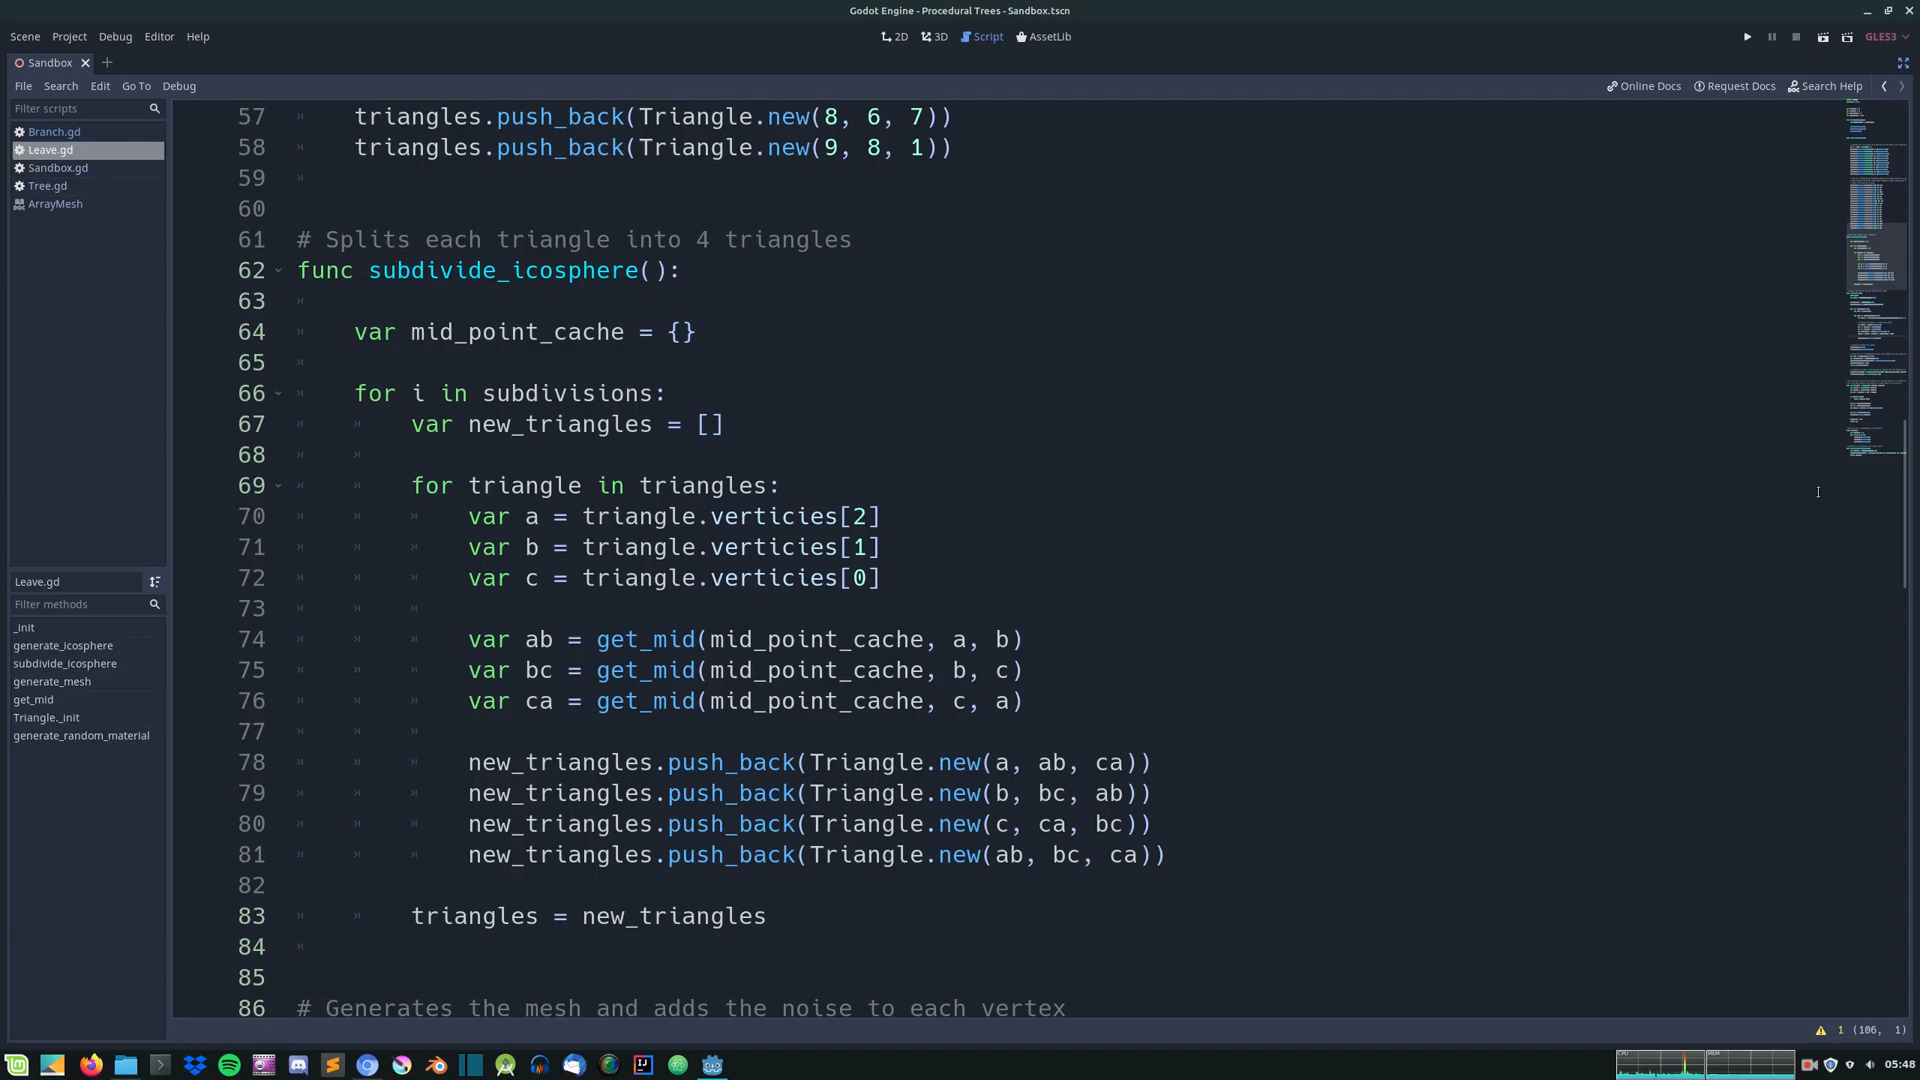 Godot Engine - Procedural Trees - Sandbox.tscn
Scene Project Debug Editor Help
2D 3D Script AssetLib
GLES3
Sandbox
File Search Edit Go To Debug
Online Docs Request Docs Search Help
Filter scripts
Branch.gd
Leave.gd
Sandbox.gd
Tree.gd
ArrayMesh
Leave.gd
Filter methods
_init
generate_icosphere
subdivide_icosphere
generate_mesh
get_mid
Triangle._init
generate_random_material
57 triangles.push_back(Triangle.new(8, 6, 7))
58 triangles.push_back(Triangle.new(9, 8, 1))
59
60
61 # Splits each triangle into 4 triangles
62 func subdivide_icosphere():
63
64 var mid_point_cache = {}
65
66 for i in subdivisions:
67 var new_triangles = []
68
69 for triangle in triangles:
70 var a = triangle.verticies[2]
71 var b = triangle.verticies[1]
72 var c = triangle.verticies[0]
73
74 var ab = get_mid(mid_point_cache, a, b)
75 var bc = get_mid(mid_point_cache, b, c)
76 var ca = get_mid(mid_point_cache, c, a)
77
78 new_triangles.push_back(Triangle.new(a, ab, ca))
79 new_triangles.push_back(Triangle.new(b, bc, ab))
80 new_triangles.push_back(Triangle.new(c, ca, bc))
81 new_triangles.push_back(Triangle.new(ab, bc, ca))
82
83 triangles = new_triangles
84
85
86 # Generates the mesh and adds the noise to each vertex
1 (106, 1)
CPU MEM
05:48